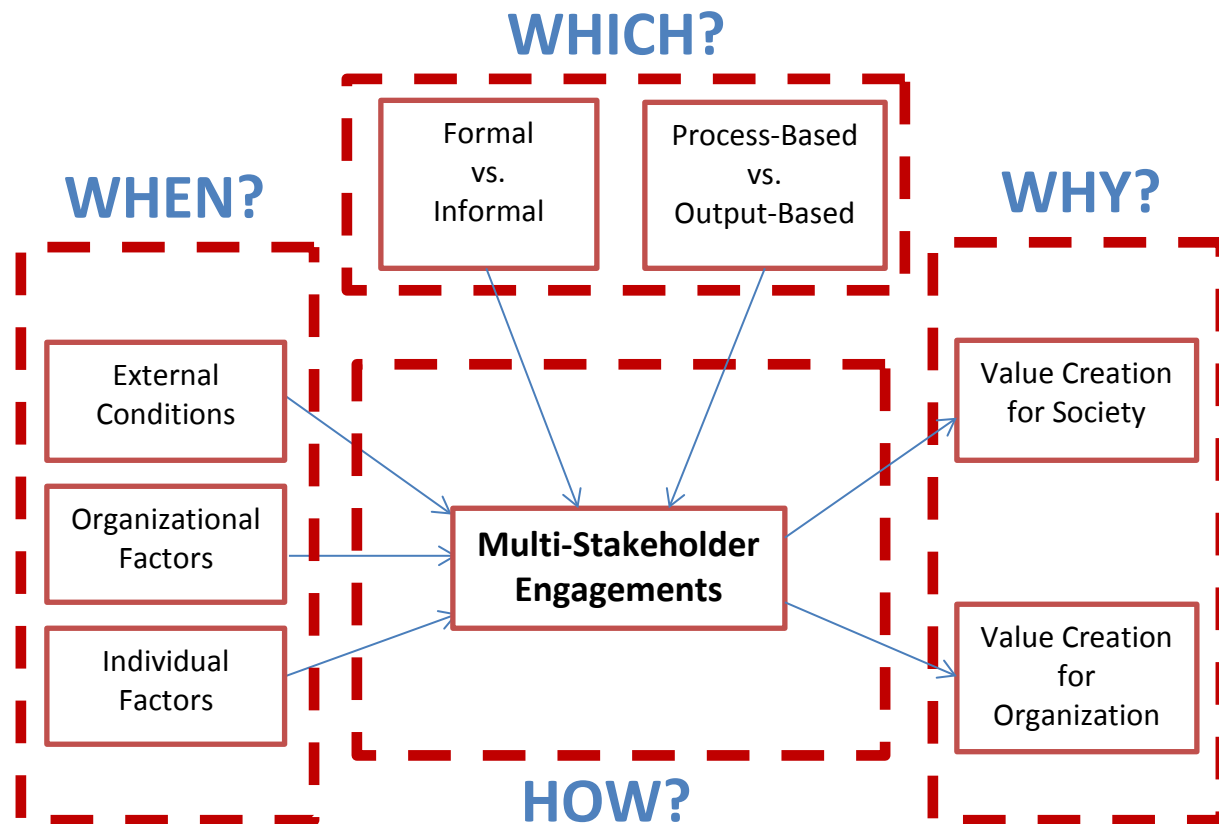 WHICH?
Formal
vs.
Informal
Process-Based
vs.
Output-Based
WHEN?
External
Conditions
Organizational
Factors
Individual
Factors
Multi-Stakeholder
Engagements
HOW?
WHY?
Value Creation
for Society
Value Creation
for
Organization